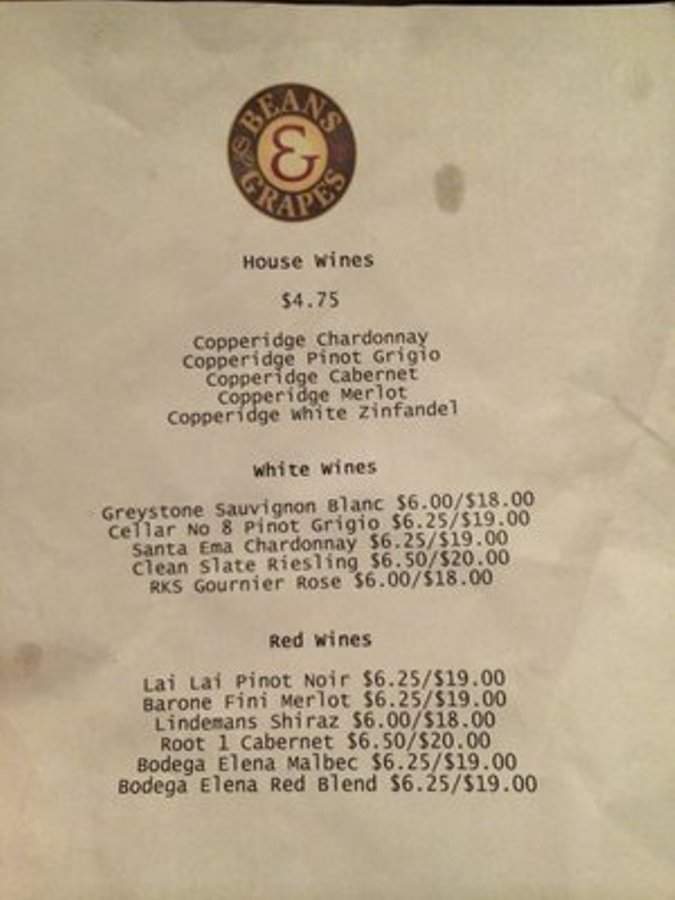 BEANS
&
GRAPES
House Wines
$4.75
Copperidge Chardonnay
Copperidge Pinot Grigio
Copperidge Cabernet
Copperidge Merlot
Copperidge White Zinfandel
White Wines
Greystone Sauvignon Blanc $6.00/$18.00
Cellar No 8 Pinot Grigio $6.25/$19.00
Santa Ema Chardonnay $6.25/$19.00
Clean Slate Riesling $6.50/$20.00
RKS Gournier Rose $6.00/$18.00
Red Wines
Lai Lai Pinot Noir $6.25/$19.00
Barone Fini Merlot $6.25/$19.00
Lindemans Shiraz $6.00/$18.00
Root 1 Cabernet $6.50/$20.00
Bodega Elena Malbec $6.25/$19.00
Bodega Elena Red Blend $6.25/$19.00